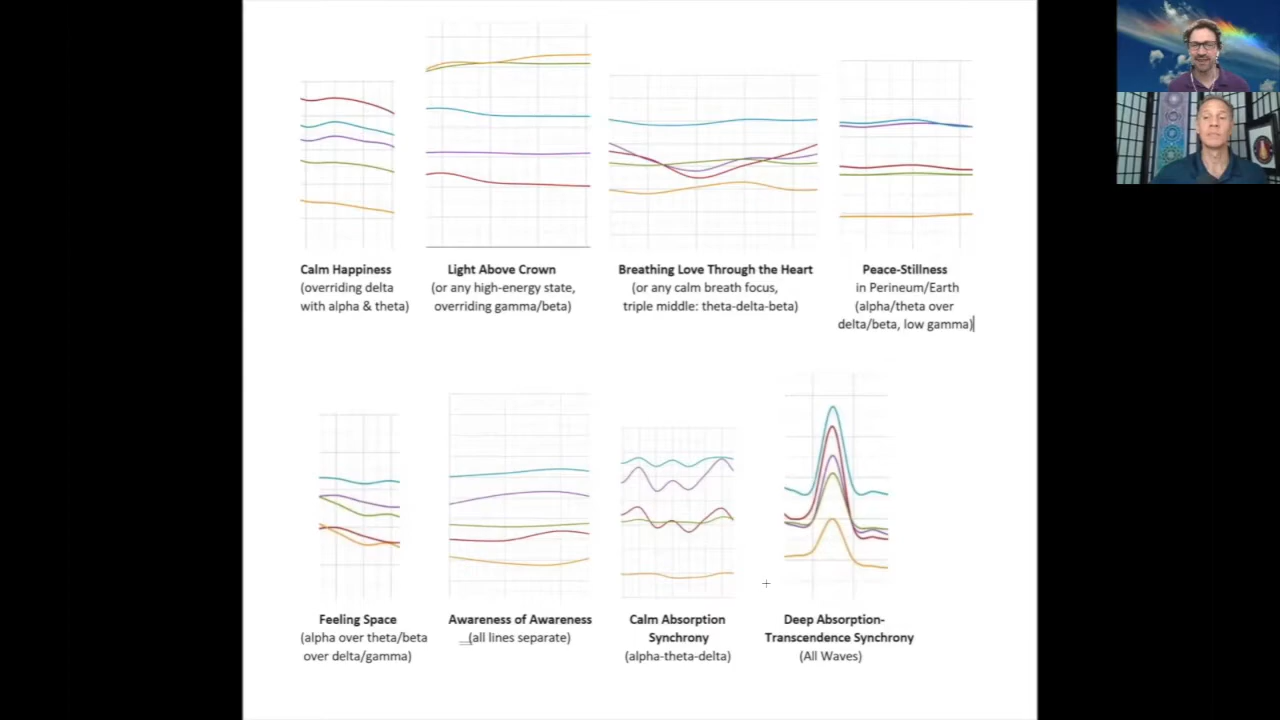 Calm Happiness
(overriding delta
with alpha & theta)
Light Above Crown
(or any high-energy state,
overriding gamma/beta)
Breathing Love Through the Heart
(or any calm breath focus,
triple middle: theta-delta-beta)
Peace-Stillness
in Perineum/Earth
(alpha/theta over
delta/beta, low gamma)
Feeling Space
(alpha over theta/beta
over delta/gamma)
Awareness of Awareness
(all lines separate)
Calm Absorption
Synchrony
(alpha-theta-delta)
Deep Absorption-
Transcendence Synchrony
(All Waves)